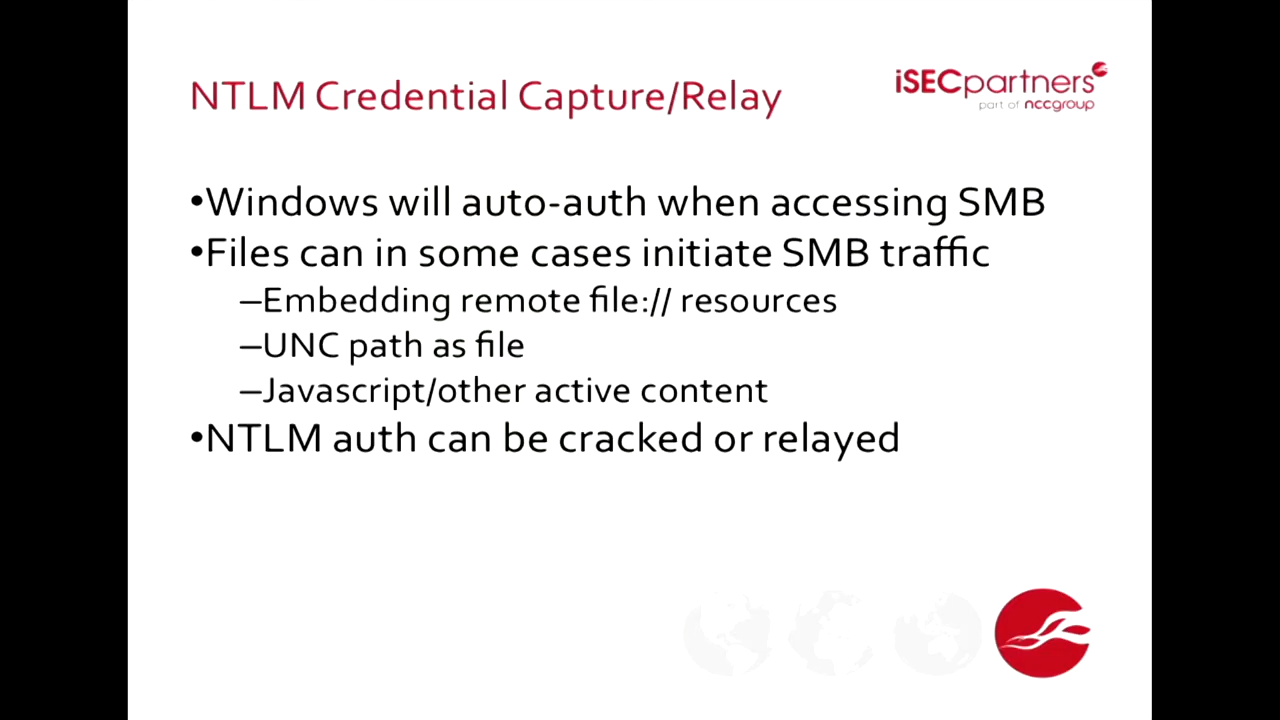 NTLM Credential Capture/Relay
iSECpartners
part of nccgroup
•Windows will auto-auth when accessing SMB
•Files can in some cases initiate SMB traffic
–Embedding remote file:// resources
–UNC path as file
–Javascript/other active content
•NTLM auth can be cracked or relayed